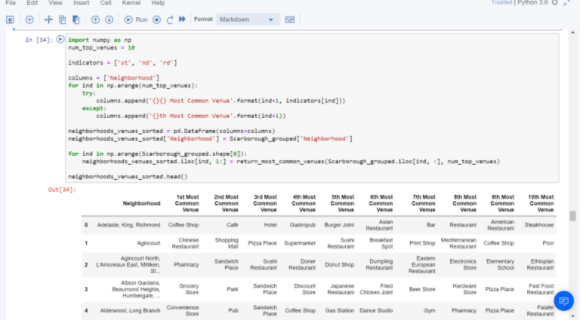 File Edit View Insert Cell Kernel Help
Trusted | Python 3.6
Run Format Markdown
In [34]: import numpy as np
num_top_venues = 10
indicators = ['st', 'nd', 'rd']
columns = ['Neighborhood']
for ind in np.arange(num_top_venues):
try:
columns.append('{}{} Most Common Venue'.format(ind+1, indicators[ind]))
except:
columns.append('{}th Most Common Venue'.format(ind+1))
neighborhoods_venues_sorted = pd.DataFrame(columns=columns)
neighborhoods_venues_sorted['Neighborhood'] = Scarborough_grouped['Neighborhood']
for ind in np.arange(Scarborough_grouped.shape[0]):
neighborhoods_venues_sorted.iloc[ind, 1:] = return_most_common_venues(Scarborough_grouped.iloc[ind, :], num_top_venues)
neighborhoods_venues_sorted.head()
Out[34]:
1st Most 2nd Most 3rd Most 4th Most 5th Most 6th Most 7th Most 8th Most 9th Most 10th Most
Neighborhood Common Common Common Common Common Common Common Common Common Common
Venue Venue Venue Venue Venue Venue Venue Venue Venue Venue
0 Adelaide, King, Richmond Coffee Shop Café Hotel Gastropub Burger Joint Asian Restaurant Bar Restaurant American Restaurant Steakhouse
1 Agincourt Chinese Restaurant Shopping Mall Pizza Place Supermarket Sushi Restaurant Breakfast Spot Print Shop Mediterranean Restaurant Coffee Shop Pool
2 Agincourt North, L'Amoreaux East, Milliken, St... Pharmacy Sandwich Place Sushi Restaurant Doner Restaurant Donut Shop Dumpling Restaurant Eastern European Restaurant Electronics Store Elementary School Ethiopian Restaurant
3 Albion Gardens, Beaumond Heights, Humbergate, ... Grocery Store Park Sandwich Place Discount Store Japanese Restaurant Fried Chicken Joint Beer Store Hardware Store Pizza Place Fast Food Restaurant
4 Alderwood, Long Branch Convenience Store Pub Sandwich Place Coffee Shop Gas Station Dance Studio Gym Pharmacy Pizza Place Falafel Restaurant